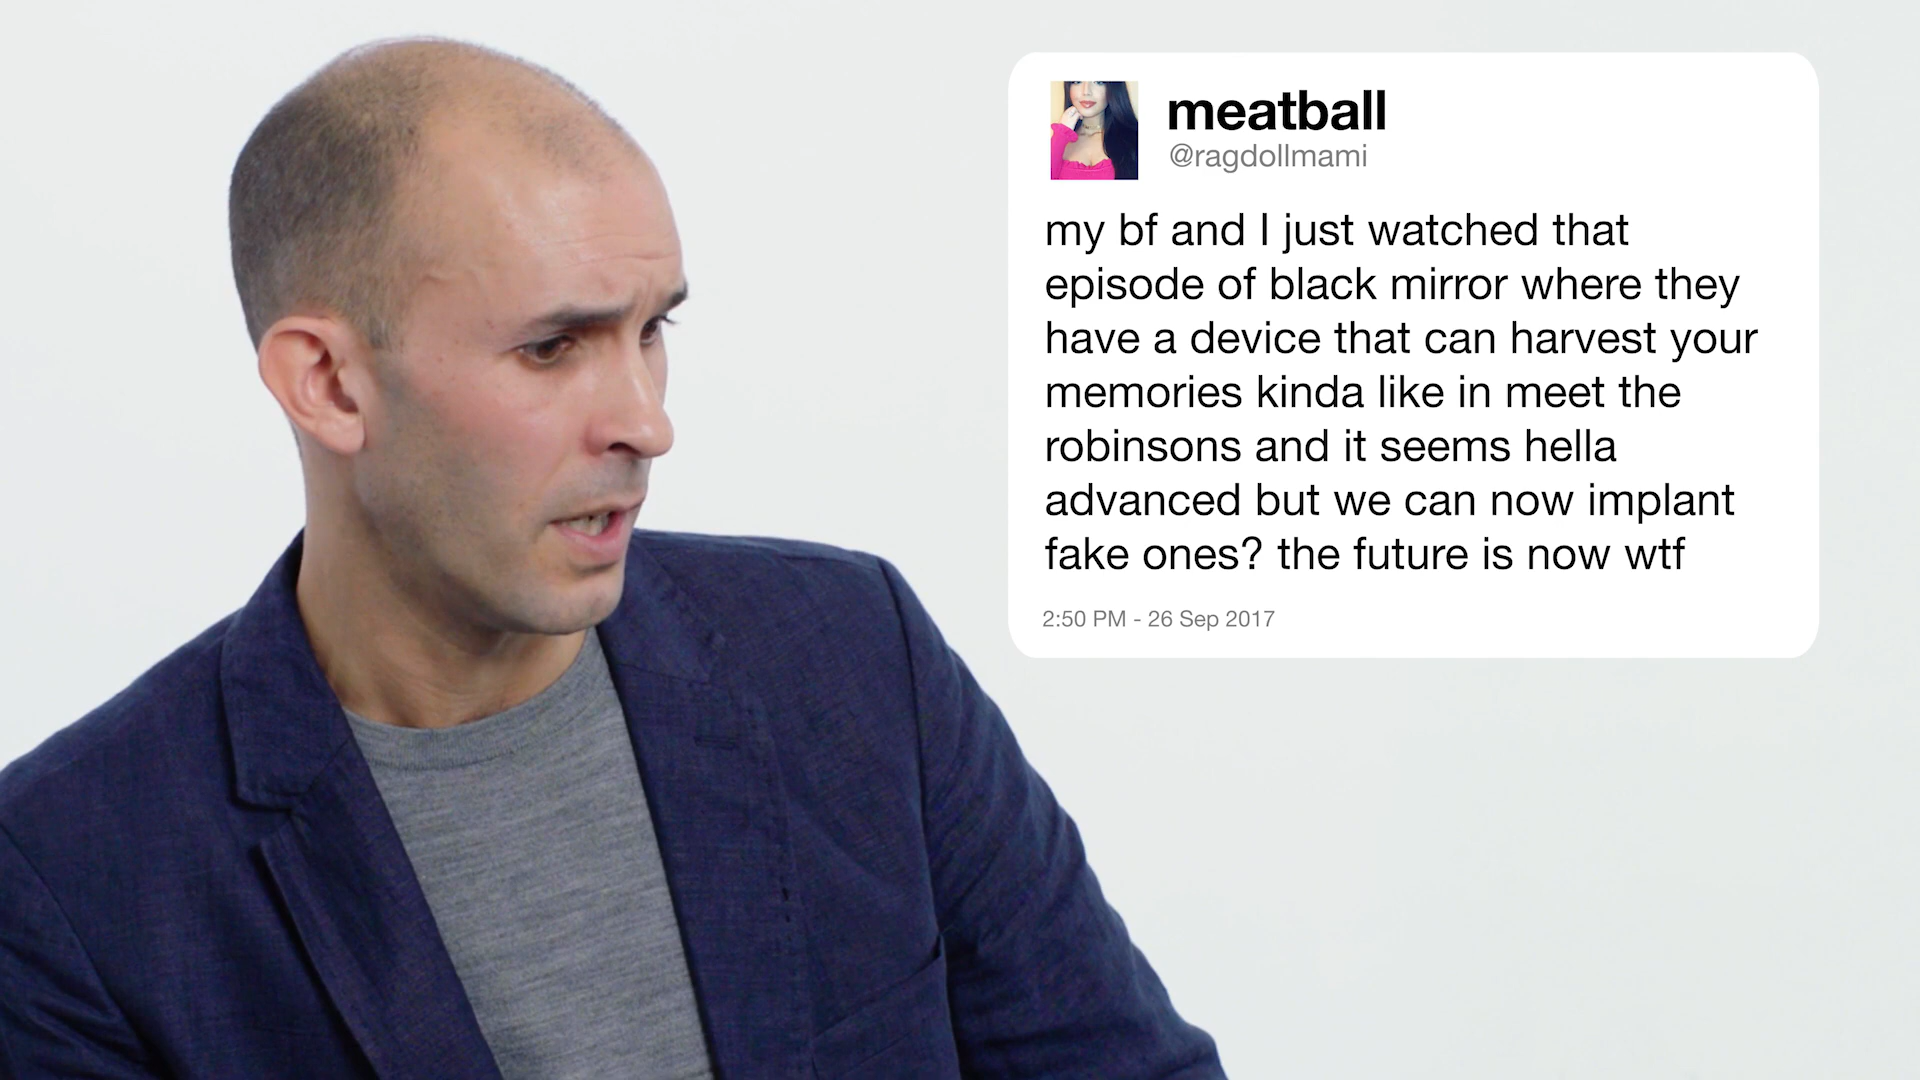 meatball
@ragdollmami
my bf and I just watched that
episode of black mirror where they
have a device that can harvest your
memories kinda like in meet the
robinsons and it seems hella
advanced but we can now implant
fake ones? the future is now wtf
2:50 PM - 26 Sep 2017